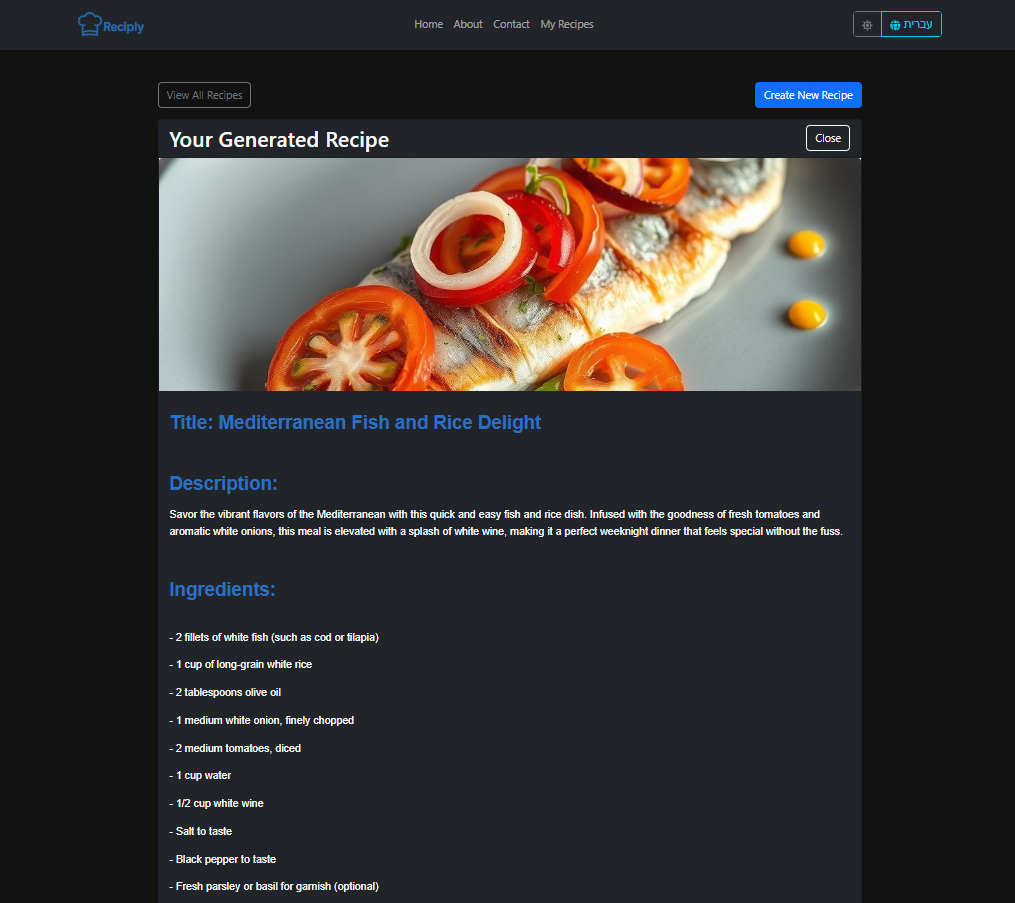 Reciply
Home About Contact My Recipes
עברית
View All Recipes
Create New Recipe
Your Generated Recipe
Close
Title: Mediterranean Fish and Rice Delight
Description:
Savor the vibrant flavors of the Mediterranean with this quick and easy fish and rice dish. Infused with the goodness of fresh tomatoes and
aromatic white onions, this meal is elevated with a splash of white wine, making it a perfect weeknight dinner that feels special without the fuss.
Ingredients:
- 2 fillets of white fish (such as cod or tilapia)
- 1 cup of long-grain white rice
- 2 tablespoons olive oil
- 1 medium white onion, finely chopped
- 2 medium tomatoes, diced
- 1 cup water
- 1/2 cup white wine
- Salt to taste
- Black pepper to taste
- Fresh parsley or basil for garnish (optional)